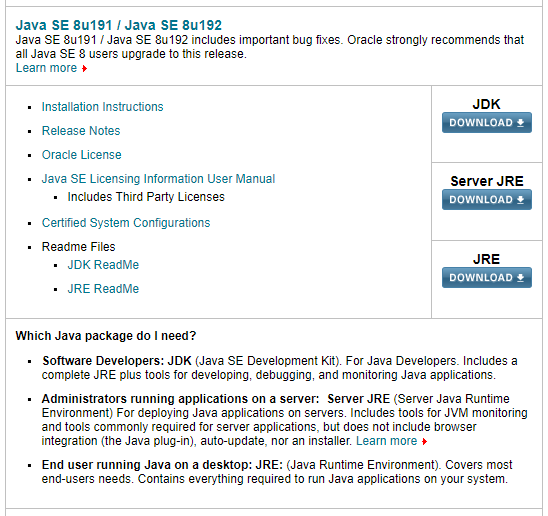 Java SE 8u191 / Java SE 8u192
Java SE 8u191 / Java SE 8u192 includes important bug fixes. Oracle strongly recommends that
all Java SE 8 users upgrade to this release.
Learn more
Installation Instructions
Release Notes
Oracle License
Java SE Licensing Information User Manual
Includes Third Party Licenses
Certified System Configurations
Readme Files
JDK ReadMe
JRE ReadMe
JDK
DOWNLOAD
Server JRE
DOWNLOAD
JRE
DOWNLOAD
Which Java package do I need?
Software Developers: JDK (Java SE Development Kit). For Java Developers. Includes a
complete JRE plus tools for developing, debugging, and monitoring Java applications.
Administrators running applications on a server: Server JRE (Server Java Runtime
Environment) For deploying Java applications on servers. Includes tools for JVM monitoring
and tools commonly required for server applications, but does not include browser
integration (the Java plug-in), auto-update, nor an installer. Learn more
End user running Java on a desktop: JRE: (Java Runtime Environment). Covers most
end-users needs. Contains everything required to run Java applications on your system.